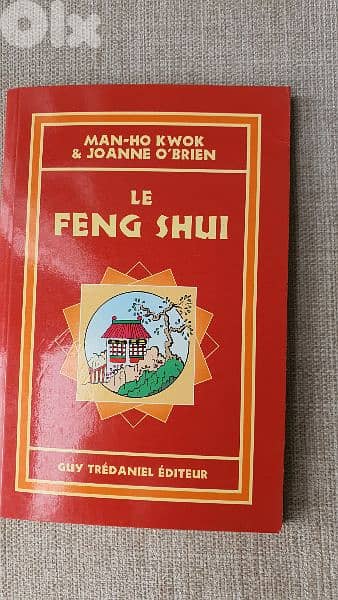 OLX
MAN-HO KWOK
& JOANNE O'BRIEN
LE
FENG SHUI
GUY TRÉDANIEL ÉDITEUR